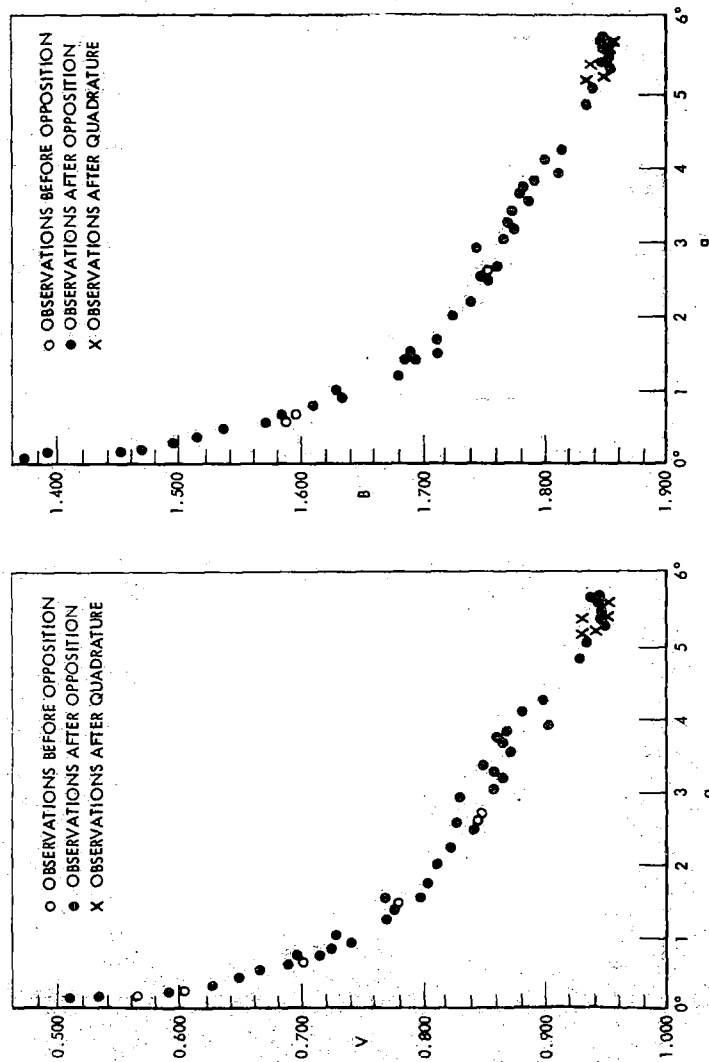 ○ OBSERVATIONS BEFORE OPPOSITION
● OBSERVATIONS AFTER OPPOSITION
X OBSERVATIONS AFTER QUADRATURE
0.500
0.600
0.700
V
0.800
0.900
1.000
0° 1 2 3 4 5 6°
α
○ OBSERVATIONS BEFORE OPPOSITION
● OBSERVATIONS AFTER OPPOSITION
X OBSERVATIONS AFTER QUADRATURE
1.400
1.500
1.600
B
1.700
1.800
1.900
0° 1 2 3 4 5 6°
α